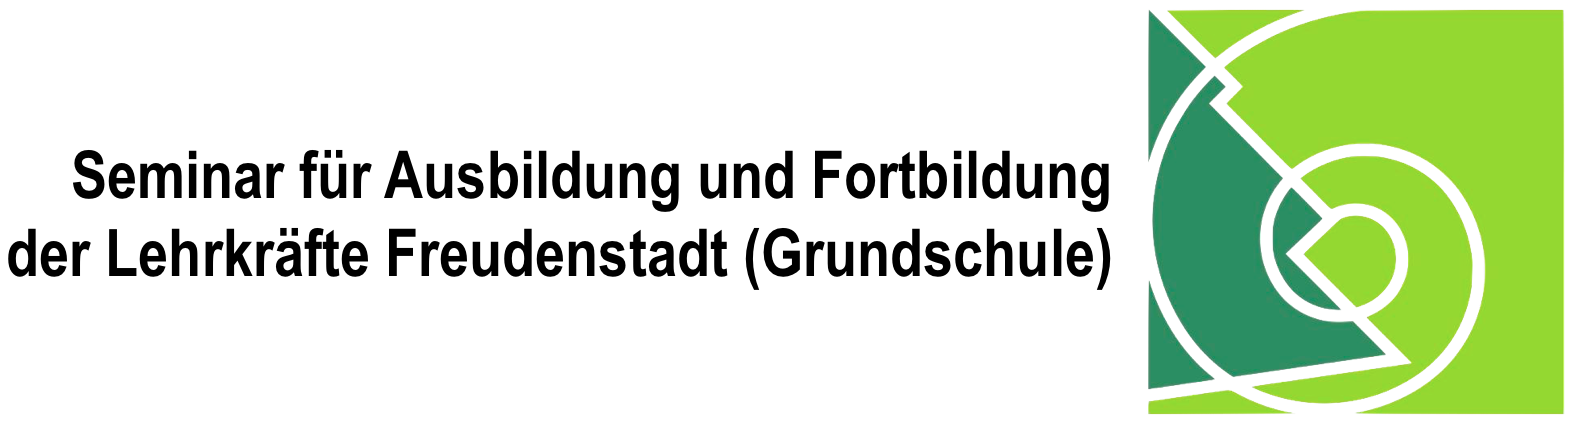 Seminar für Ausbildung und Fortbildung
der Lehrkräfte Freudenstadt (Grundschule)